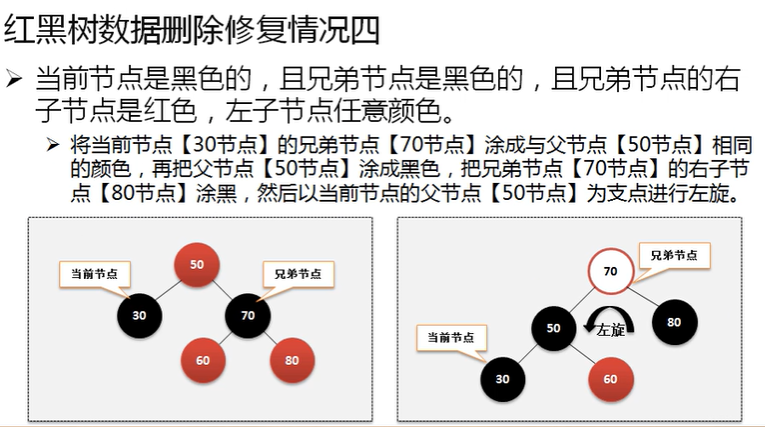 红黑树数据删除修复情况四
当前节点是黑色的，且兄弟节点是黑色的，且兄弟节点的右
子节点是红色，左子节点任意颜色。
将当前节点【30节点】的兄弟节点【70节点】涂成与父节点【50节点】相同
的颜色，再把父节点【50节点】涂成黑色，把兄弟节点【70节点】的右子节
点【80节点】涂黑，然后以当前节点的父节点【50节点】为支点进行左旋。
50
当前节点
兄弟节点
30
70
60
80
兄弟节点
70
50
左旋
80
当前节点
30
60